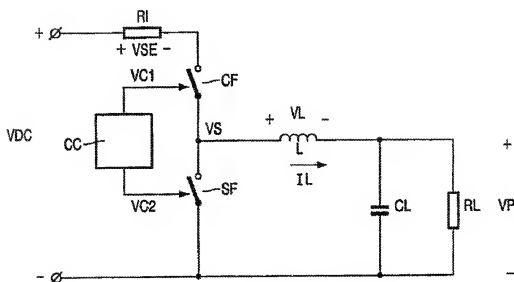 RI
+ + VSE -
VC1 CF
+ VL -
VDC CC VS L
IL +
VC2 SF CL RL VP
- -